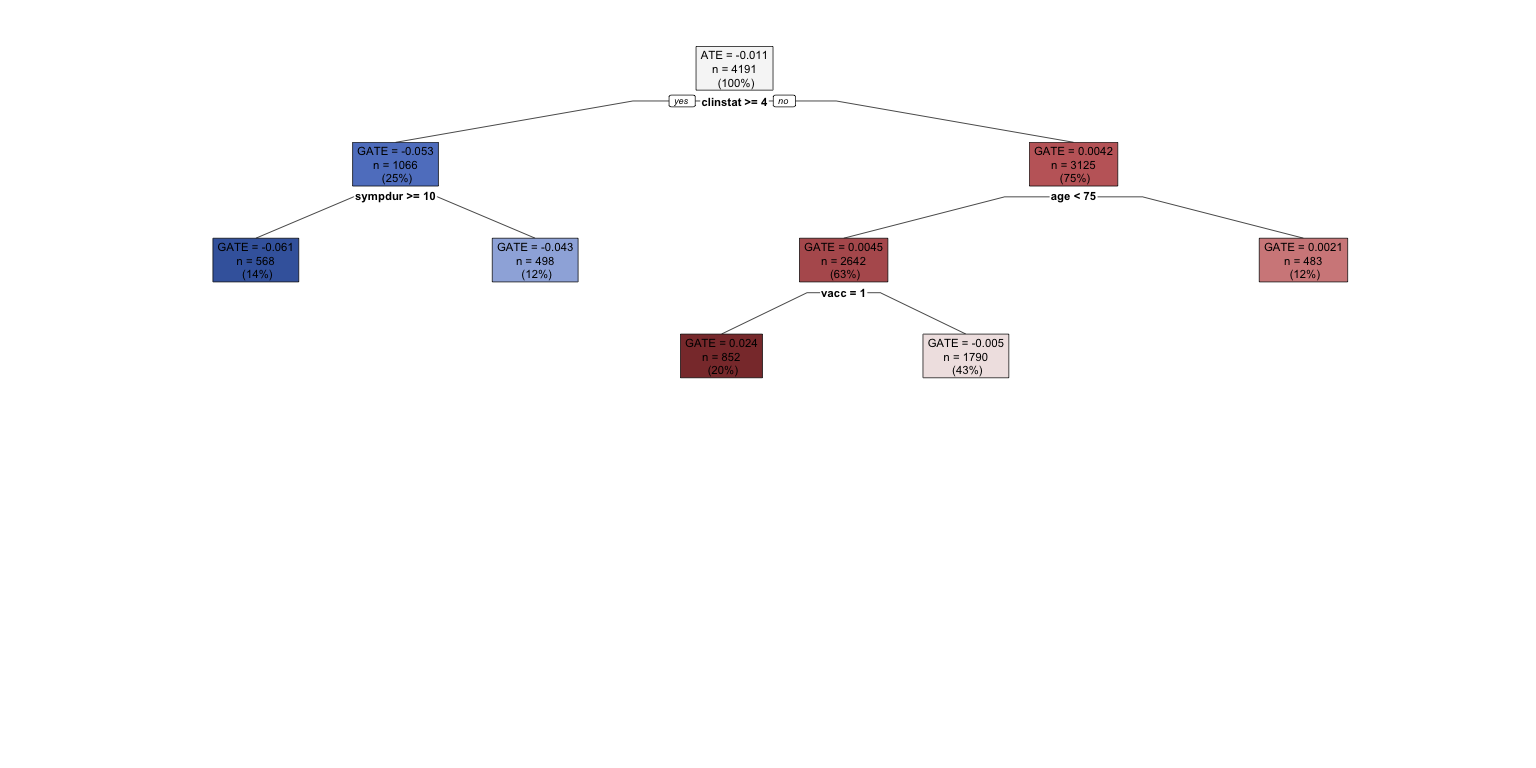 ATE = -0.011
n = 4191
(100%)
yes clinstat >= 4 no
GATE = -0.053
n = 1066
(25%)
GATE = 0.0042
n = 3125
(75%)
sympdur >= 10
age < 75
GATE = -0.061
n = 568
(14%)
GATE = -0.043
n = 498
(12%)
GATE = 0.0045
n = 2642
(63%)
GATE = 0.0021
n = 483
(12%)
vacc = 1
GATE = 0.024
n = 852
(20%)
GATE = -0.005
n = 1790
(43%)